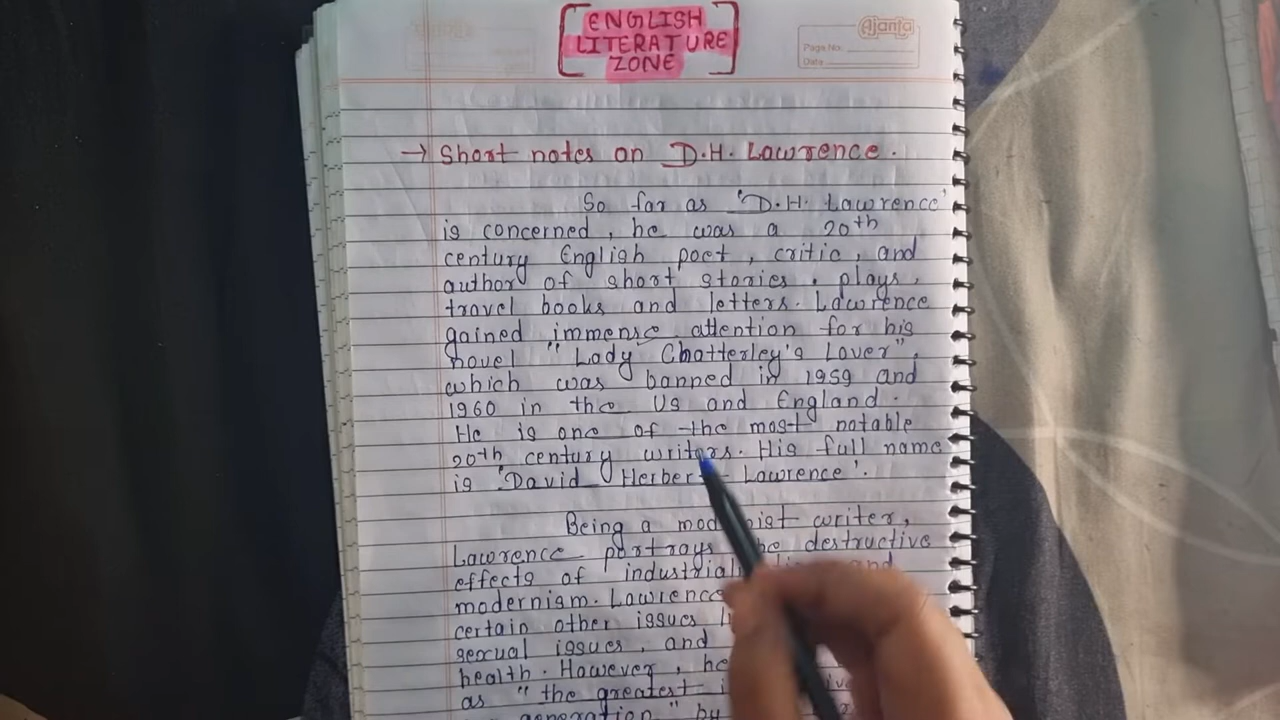 [ENGLISH
LITERATURE
ZONE]
Ajanta
Page No:
Date
→ Short notes on D.H. Lawrence.
So far as 'D.H. Lawrence'
is concerned, he was a 20th
century English poet, critic, and
author of short stories, plays,
travel books and letters. Lawrence
gained immense attention for his
novel "Lady Chatterley's Lover",
which was banned in 1959 and
1960 in the US and England.
He is one of the most notable
20th century writers. His full name
is 'David Herbert Lawrence'.
Being a modernist writer,
Lawrence portrays the destructive
effects of and
modernism. Lawrence
certain other issues
sexual issues, and
health. However, he
as "the greatest
generation" by